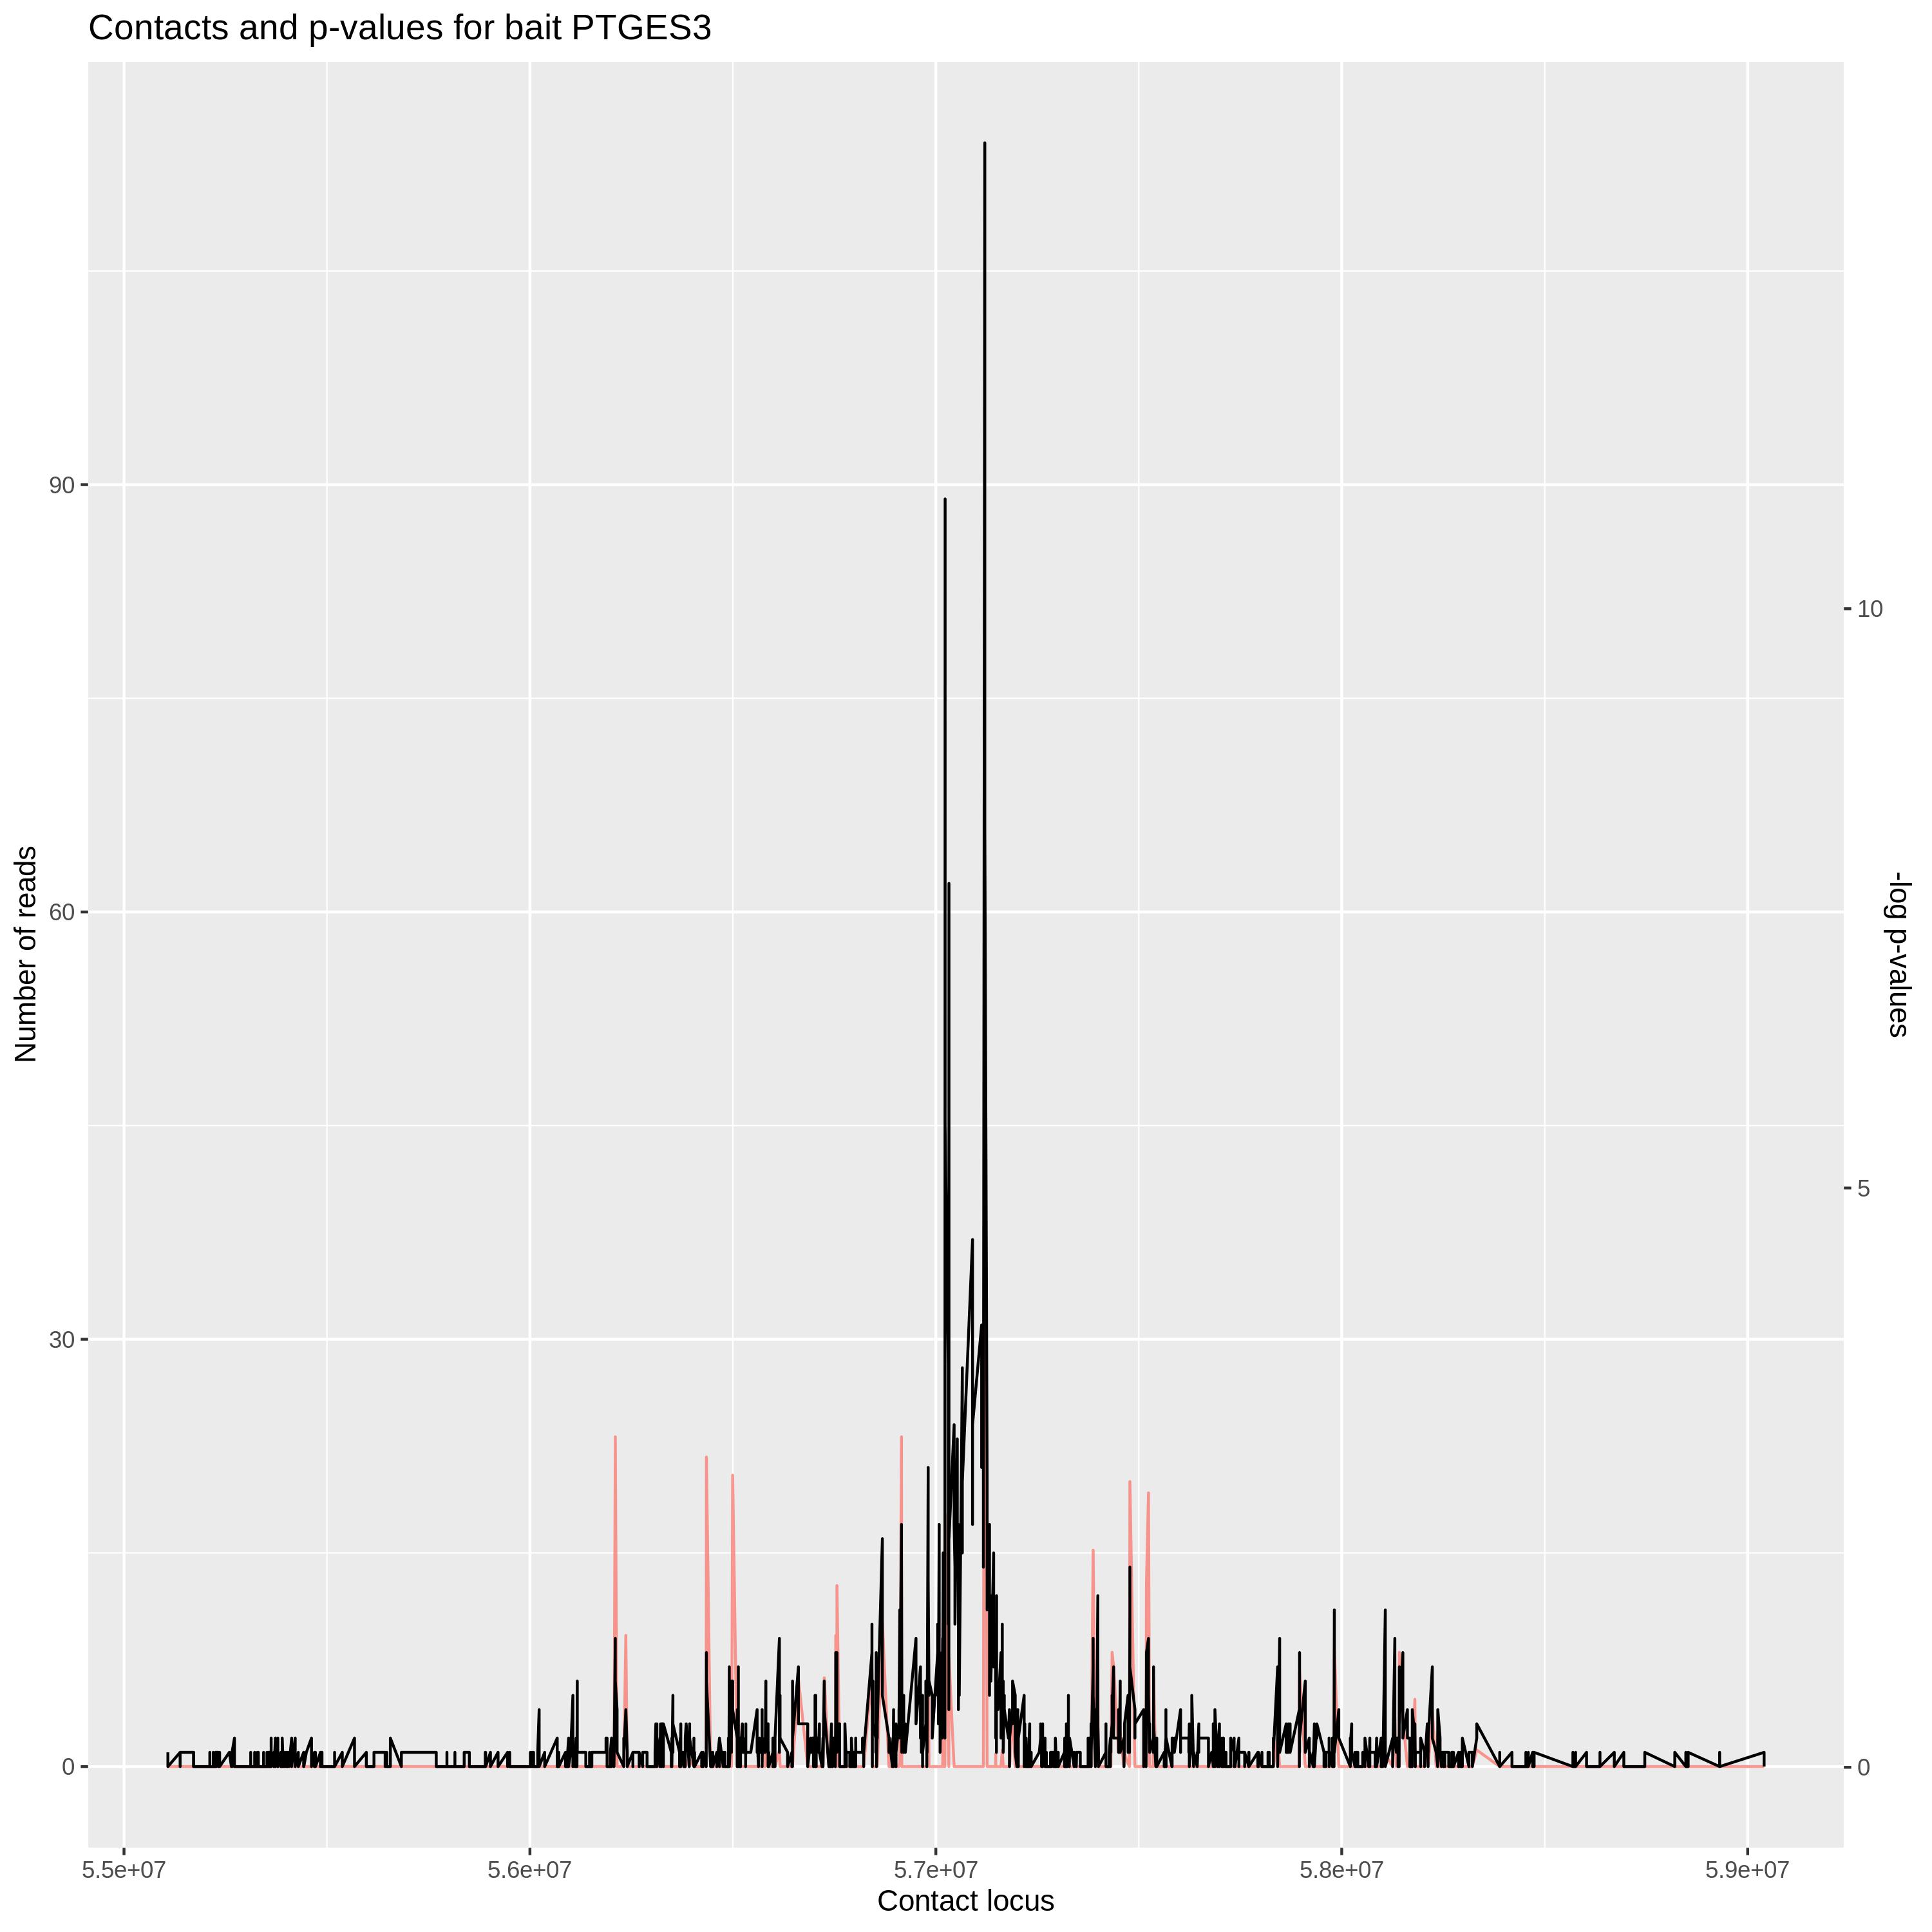 Contacts and p-values for bait PTGES3
90
60
30
0
Number of reads
10
5
0
-log p-values
5.5e+07
5.6e+07
5.7e+07
5.8e+07
5.9e+07
Contact locus